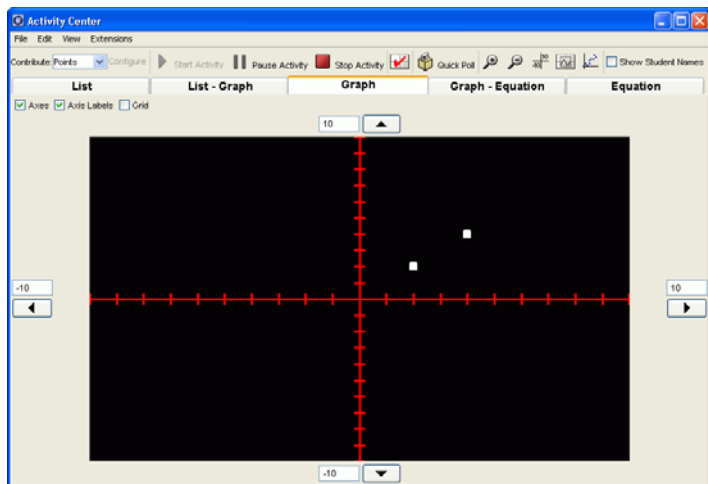 Activity Center
File Edit View Extensions
Contribute: Points Configure Start Activity Pause Activity Stop Activity Quick Poll Show Student Names
List List - Graph Graph Graph - Equation Equation
Axes Axis Labels Grid
10
-10 10
-10